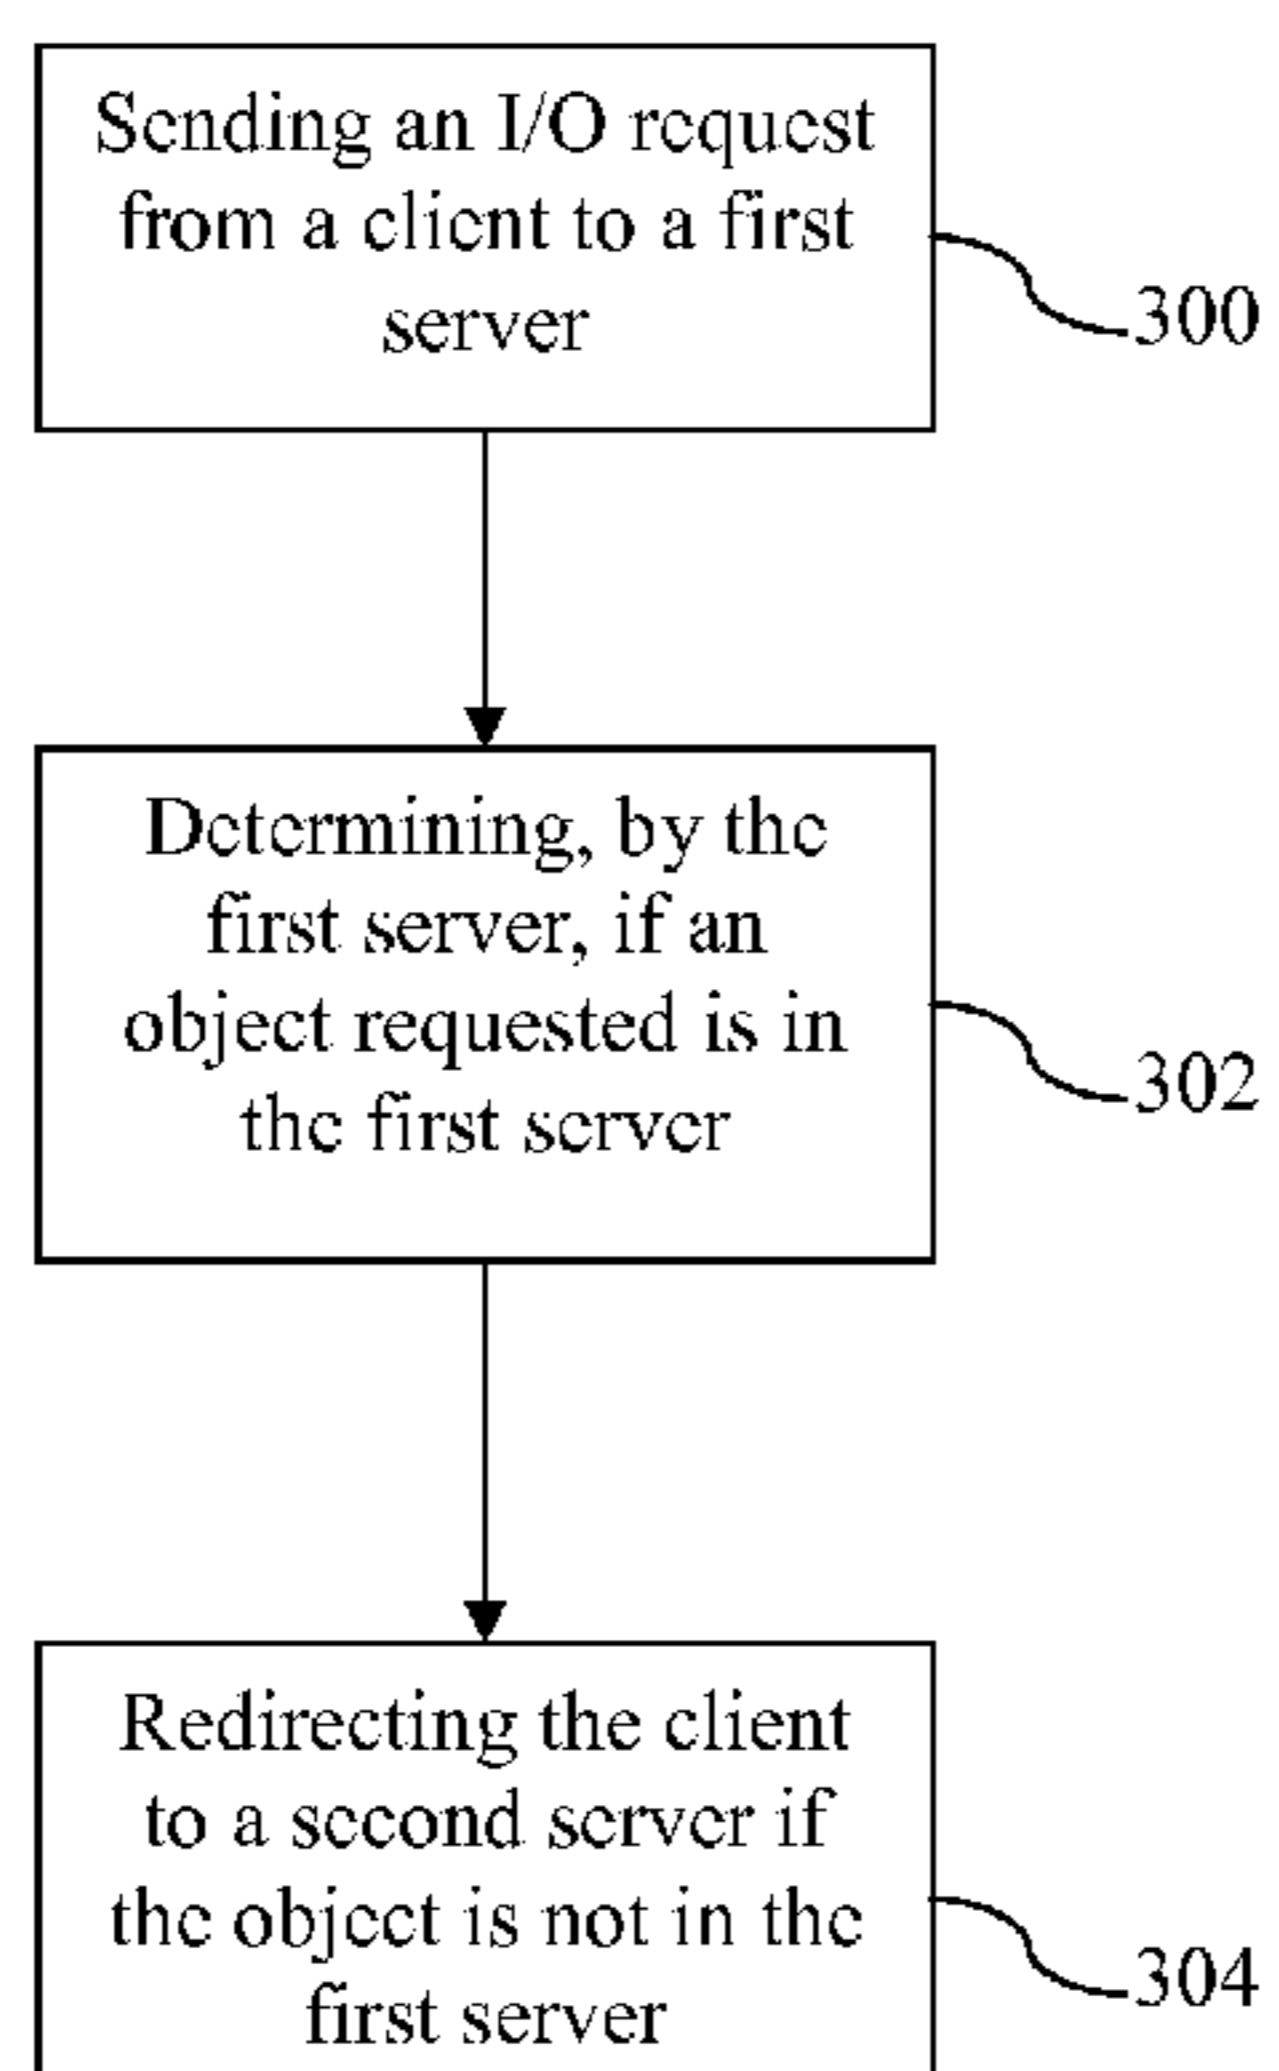 Sending an I/O request
from a client to a first
server
300
Determining, by the
first server, if an
object requested is in
the first server
302
Redirecting the client
to a second server if
the object is not in the
first server
304